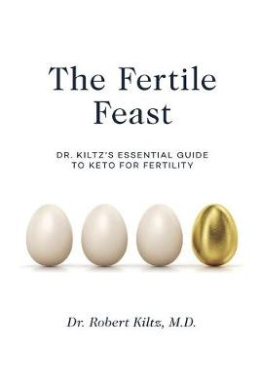 The Fertile
Feast
DR. KILTZ'S ESSENTIAL GUIDE
TO KETO FOR FERTILITY
Dr. Robert Kiltz, M.D.